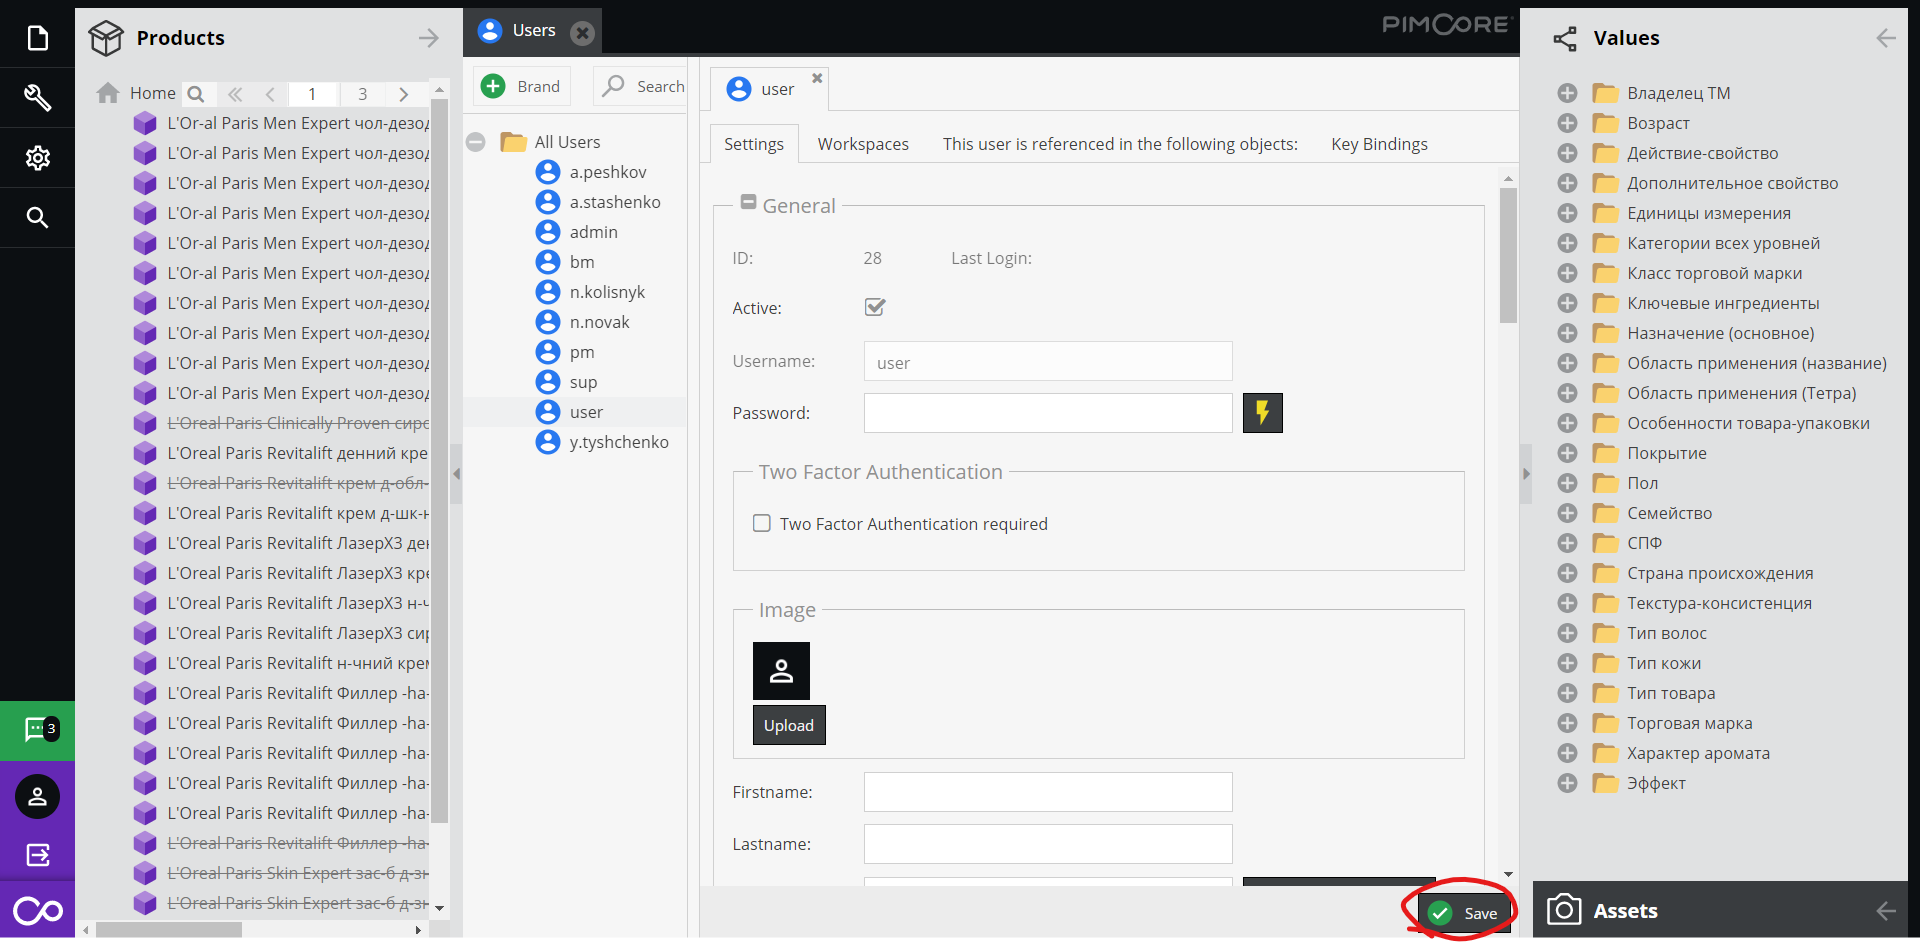 Products
Home
1
3
L'Or-al Paris Men Expert чол-дезод
L'Or-al Paris Men Expert чол-дезод
L'Or-al Paris Men Expert чол-дезод
L'Or-al Paris Men Expert чол-дезод
L'Or-al Paris Men Expert чол-дезод
L'Or-al Paris Men Expert чол-дезод
L'Or-al Paris Men Expert чол-дезод
L'Or-al Paris Men Expert чол-дезод
L'Or-al Paris Men Expert чол-дезод
L'Or-al Paris Men Expert чол-дезод
L'Oreal Paris Clinically Proven сиро
L'Oreal Paris Revitalift денний кре
L'Oreal Paris Revitalift крем д-обл-
L'Oreal Paris Revitalift крем д-шк-н
L'Oreal Paris Revitalift ЛазерX3 ден
L'Oreal Paris Revitalift ЛазерX3 кре
L'Oreal Paris Revitalift ЛазерX3 н-ч
L'Oreal Paris Revitalift ЛазерX3 сир
L'Oreal Paris Revitalift н-чний крем
L'Oreal Paris Revitalift Филлер -ha-
L'Oreal Paris Revitalift Филлер -ha-
L'Oreal Paris Revitalift Филлер -ha-
L'Oreal Paris Revitalift Филлер -ha-
L'Oreal Paris Revitalift Филлер -ha-
L'Oreal Paris Revitalift Филлер -ha-
L'Oreal Paris Skin Expert зас-б д-зн
L'Oreal Paris Skin Expert зас-б д-зн
3
Users
PIMCORE
Brand
Search
All Users
a.peshkov
a.stashenko
admin
bm
n.kolisnyk
n.novak
pm
sup
user
y.tyshchenko
user
Settings
Workspaces
This user is referenced in the following objects:
Key Bindings
General
ID:
28
Last Login:
Active:
Username:
user
Password:
Two Factor Authentication
Two Factor Authentication required
Image
Upload
Firstname:
Lastname:
Save
Values
Владелец ТМ
Возраст
Действие-свойство
Дополнительное свойство
Единицы измерения
Категории всех уровней
Класс торговой марки
Ключевые ингредиенты
Назначение (основное)
Область применения (название)
Область применения (Тетра)
Особенности товара-упаковки
Покрытие
Пол
Семейство
СПФ
Страна происхождения
Текстура-консистенция
Тип волос
Тип кожи
Тип товара
Торговая марка
Характер аромата
Эффект
Assets